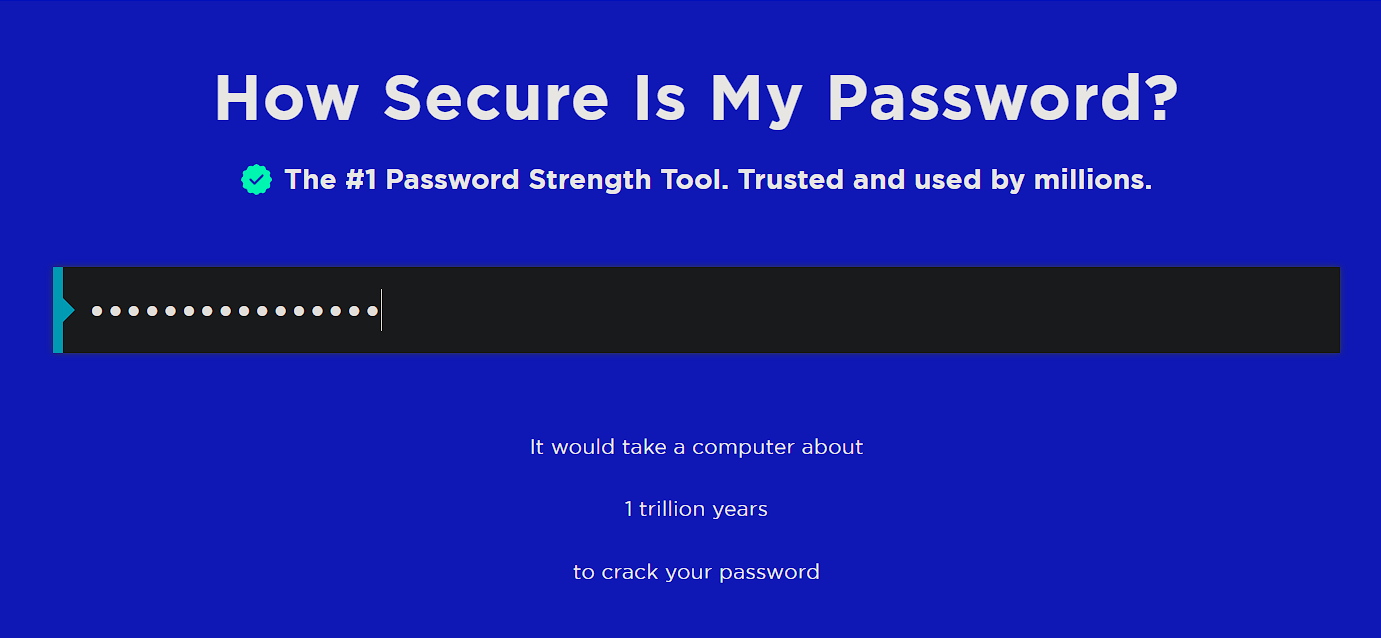 How Secure Is My Password?
The #1 Password Strength Tool. Trusted and used by millions.
••••••••••••••••
It would take a computer about
1 trillion years
to crack your password